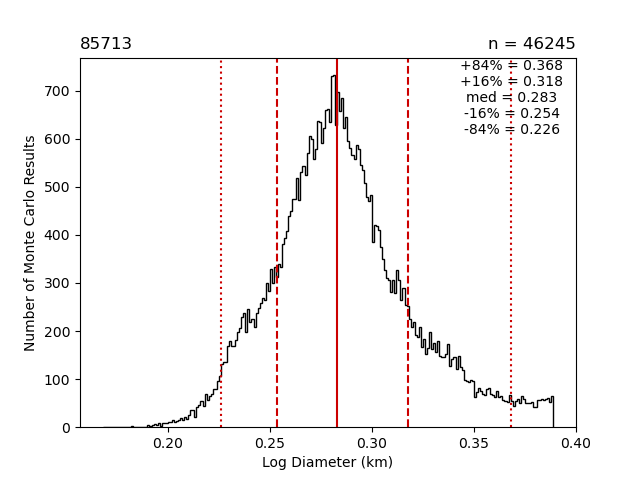 85713
n = 46245
+84% = 0.368
+16% = 0.318
med = 0.283
-16% = 0.254
-84% = 0.226
Number of Monte Carlo Results
700
600
500
400
300
200
100
0
0.20
0.25
0.30
0.35
0.40
Log Diameter (km)